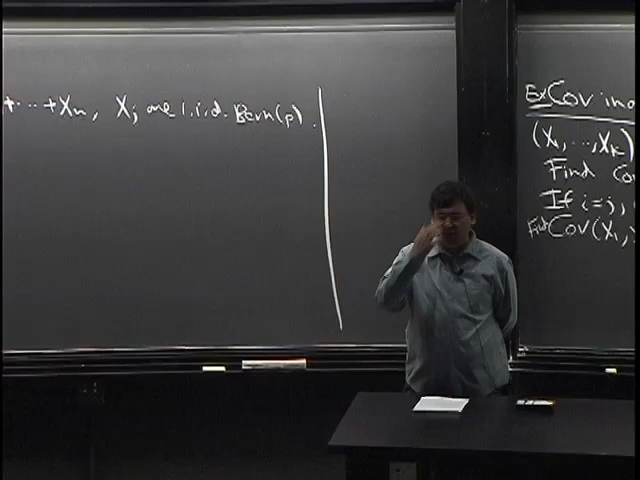 + ⋯ + Xn, Xj are i.i.d. Bern(p).
Ex Cov in
(X1, ..., Xk)
Find Co
If i=j,
Find Cov(X1,